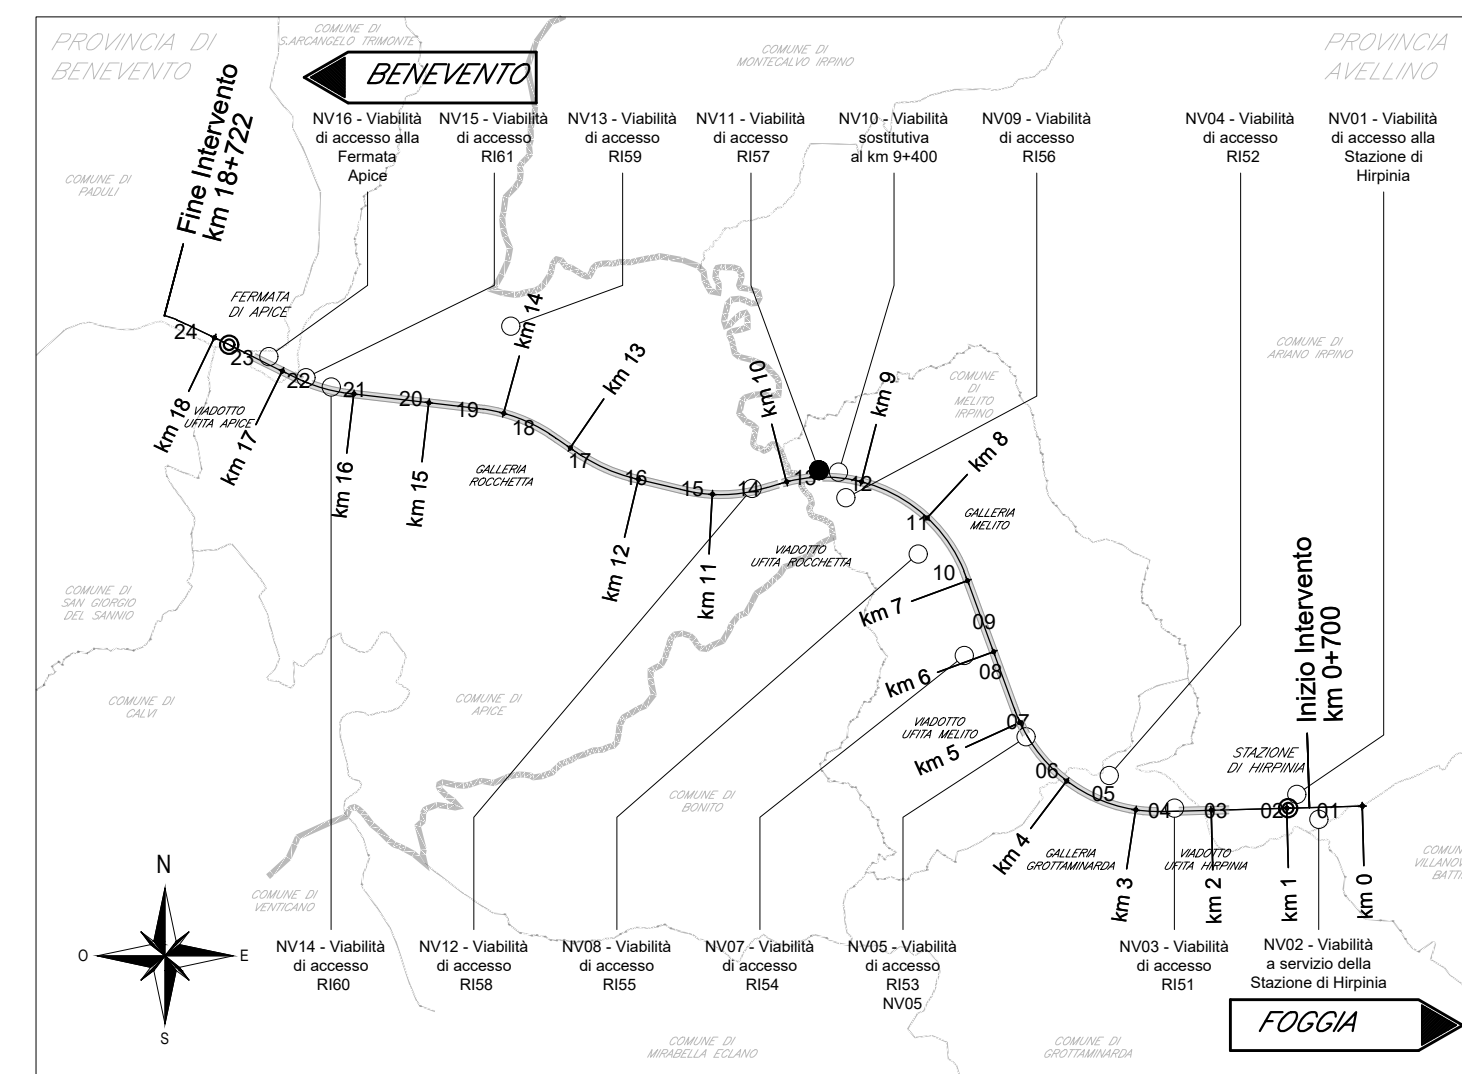 PROVINCIA DI
BENEVENTO
COMUNE DI
S.ARCANGELO TRIMONTE
BENEVENTO
COMUNE DI
MONTECALVO IRPINO
PROVINCIA
AVELLINO
Fine Intervento
km 18+722
NV16 - Viabilità
di accesso alla
Fermata
Apice
NV15 - Viabilità
di accesso
RI61
NV13 - Viabilità
di accesso
RI59
NV11 - Viabilità
di accesso
RI57
NV10 - Viabilità
sostitutiva
al km 9+400
NV09 - Viabilità
di accesso
RI56
NV04 - Viabilità
di accesso
RI52
NV01 - Viabilità
di accesso alla
Stazione di
Hirpinia
COMUNE DI
PADULI
FERMATA
DI APICE
COMUNE DI
ARIANO IRPINO
COMUNE
DI
MELITO
IRPINO
24
23
22
21
20
19
18
17
16
15
14
13
12
11
10
09
08
07
06
05
04
03
02
01
km 18
km 17
km 16
km 15
km 14
km 13
km 12
km 11
km 10
km 9
km 8
km 7
km 6
km 5
km 4
km 3
km 2
km 1
km 0
VIADOTTO
UFITA APICE
GALLERIA
ROCCHETTA
VIADOTTO
UFITA ROCCHETTA
GALLERIA
MELITO
VIADOTTO
UFITA MELITO
GALLERIA
GROTTAMINARDA
VIADOTTO
UFITA HIRPINIA
STAZIONE
DI HIRPINIA
Inizio Intervento
km 0+700
COMUNE DI
SAN GIORGIO
DEL SANNIO
COMUNE DI
CALVI
COMUNE DI
APICE
COMUNE DI
BONITO
COMUNE DI
VENTICANO
N
O
E
S
NV14 - Viabilità
di accesso
RI60
NV12 - Viabilità
di accesso
RI58
NV08 - Viabilità
di accesso
RI55
NV07 - Viabilità
di accesso
RI54
NV05 - Viabilità
di accesso
RI53
NV05
NV03 - Viabilità
di accesso
RI51
NV02 - Viabilità
a servizio della
Stazione di Hirpinia
COMUNE DI
MIRABELLA ECLANO
COMUNE DI
GROTTAMINARDA
FOGGIA